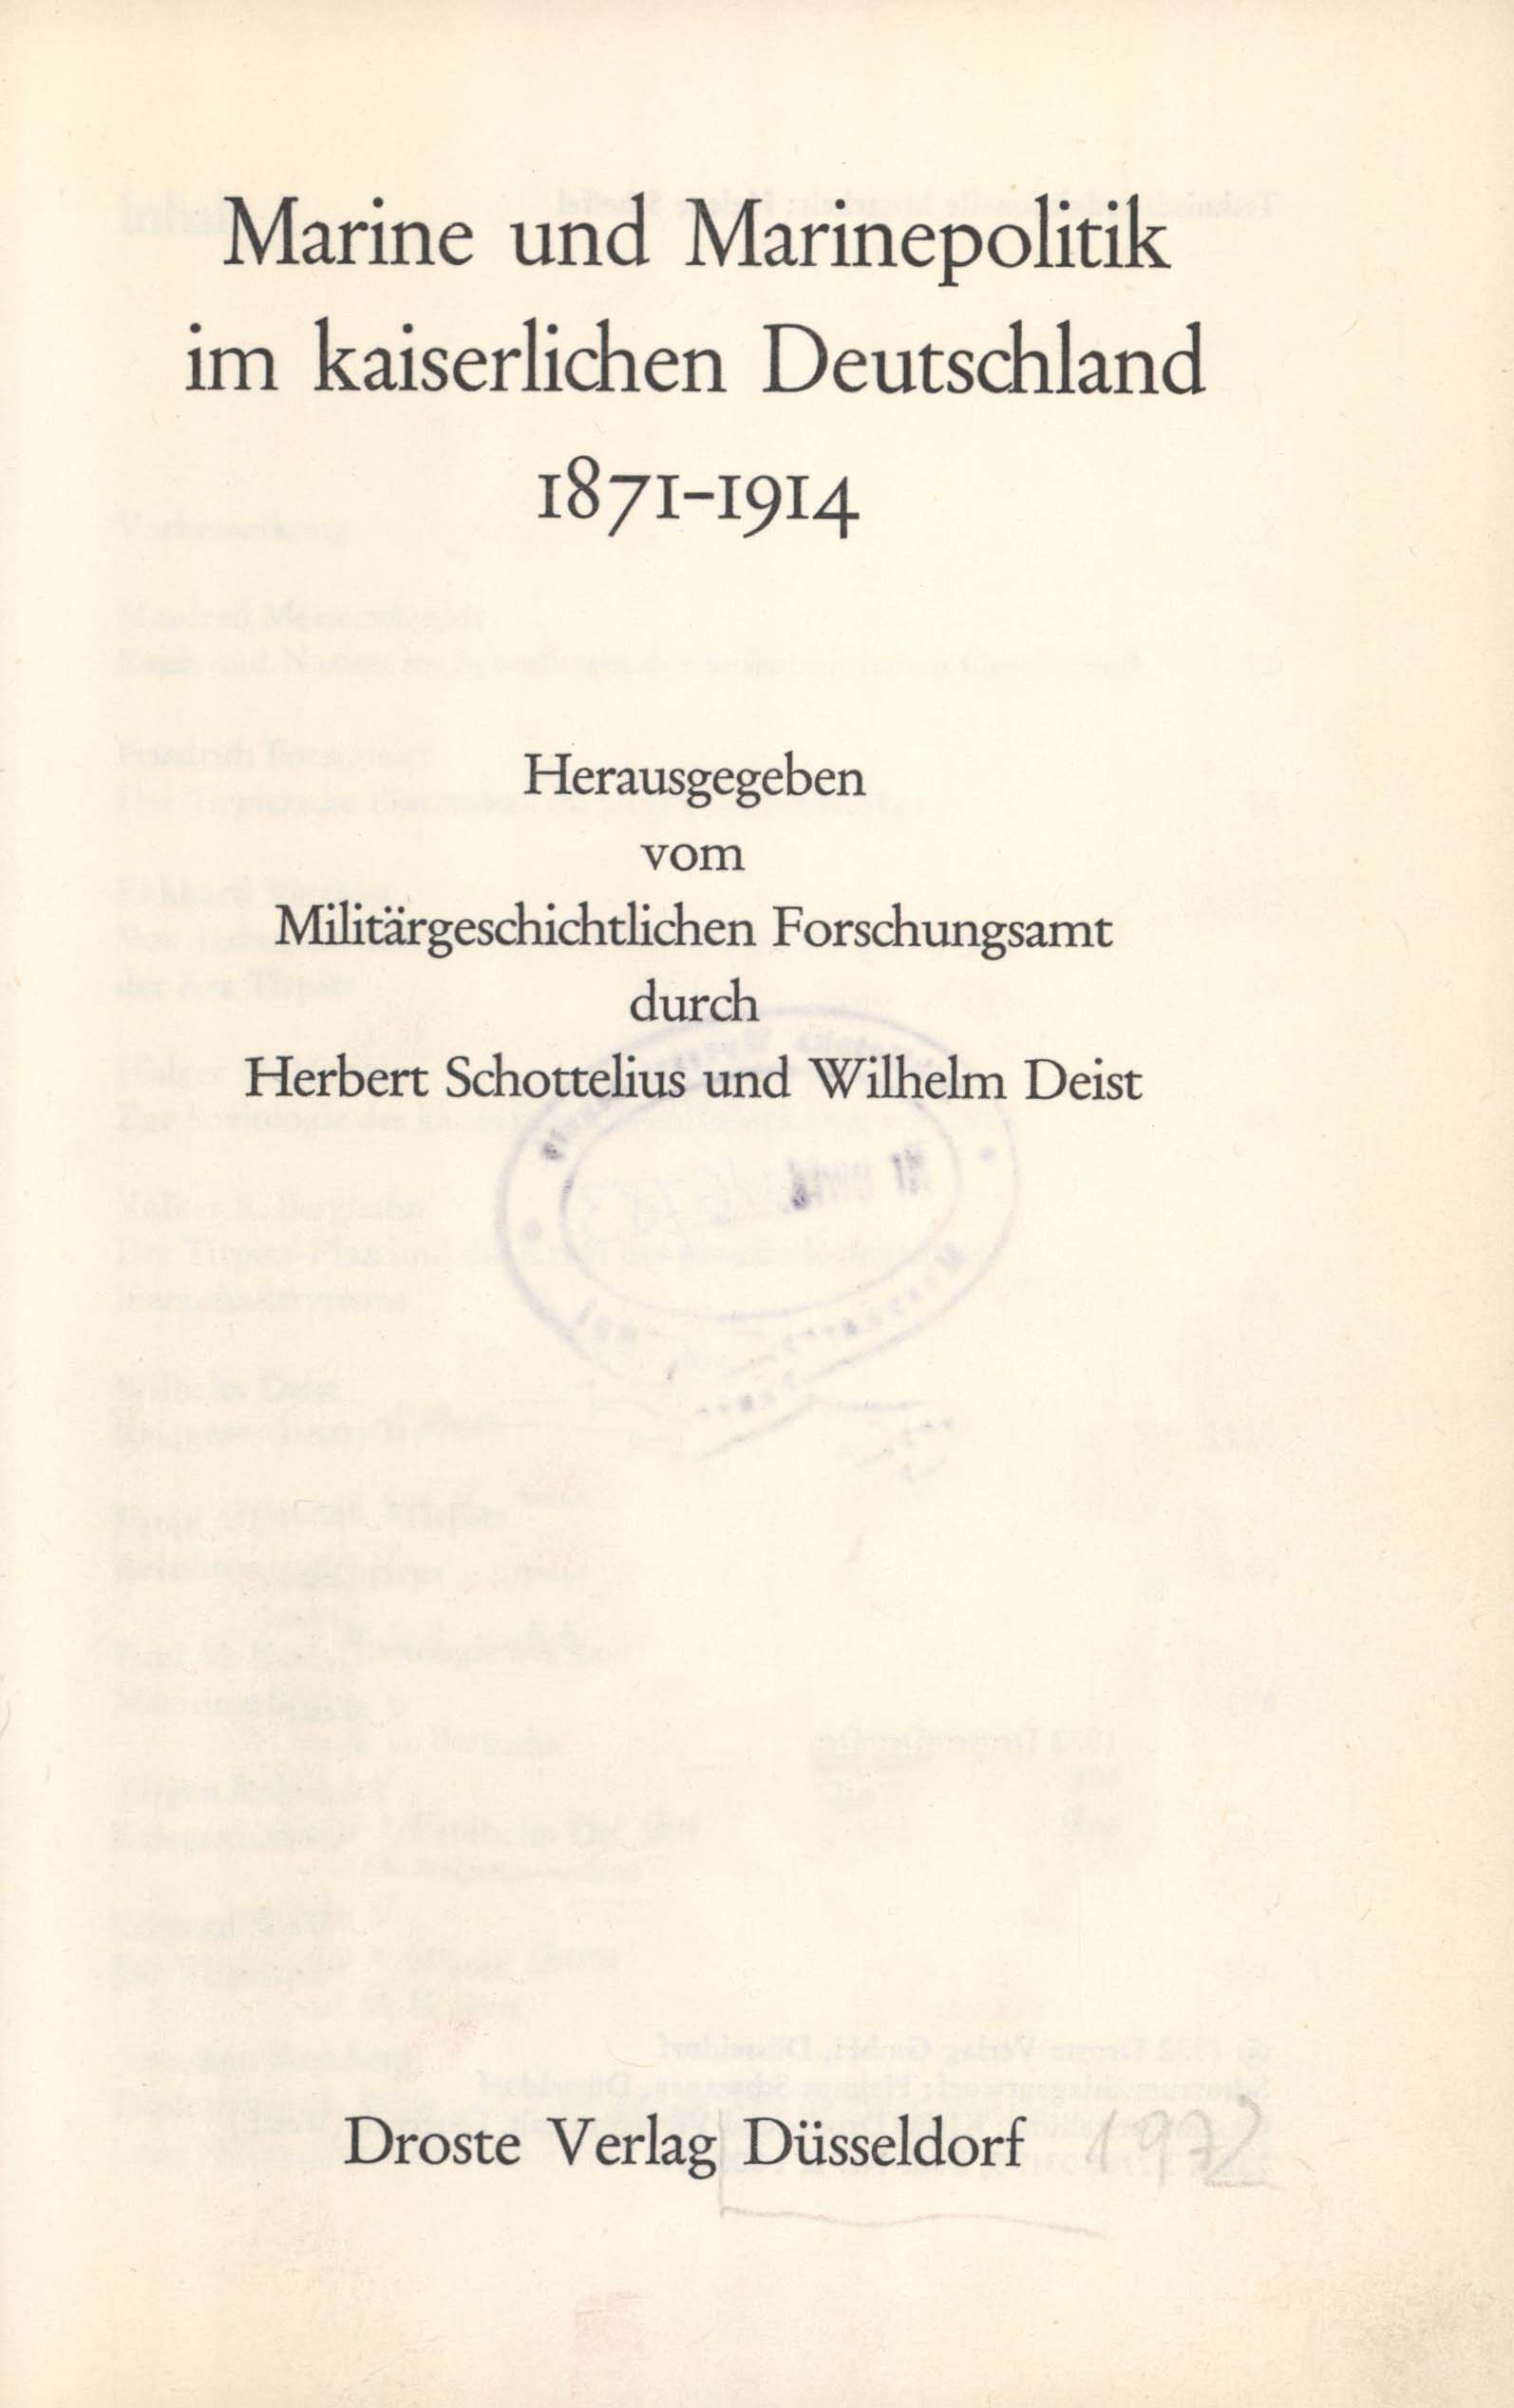 Marine und Marinepolitik
im kaiserlichen Deutschland
1871–1914
Herausgegeben
vom
Militärgeschichtlichen Forschungsamt
durch
Herbert Schottelius und Wilhelm Deist
Droste Verlag Düsseldorf 1972